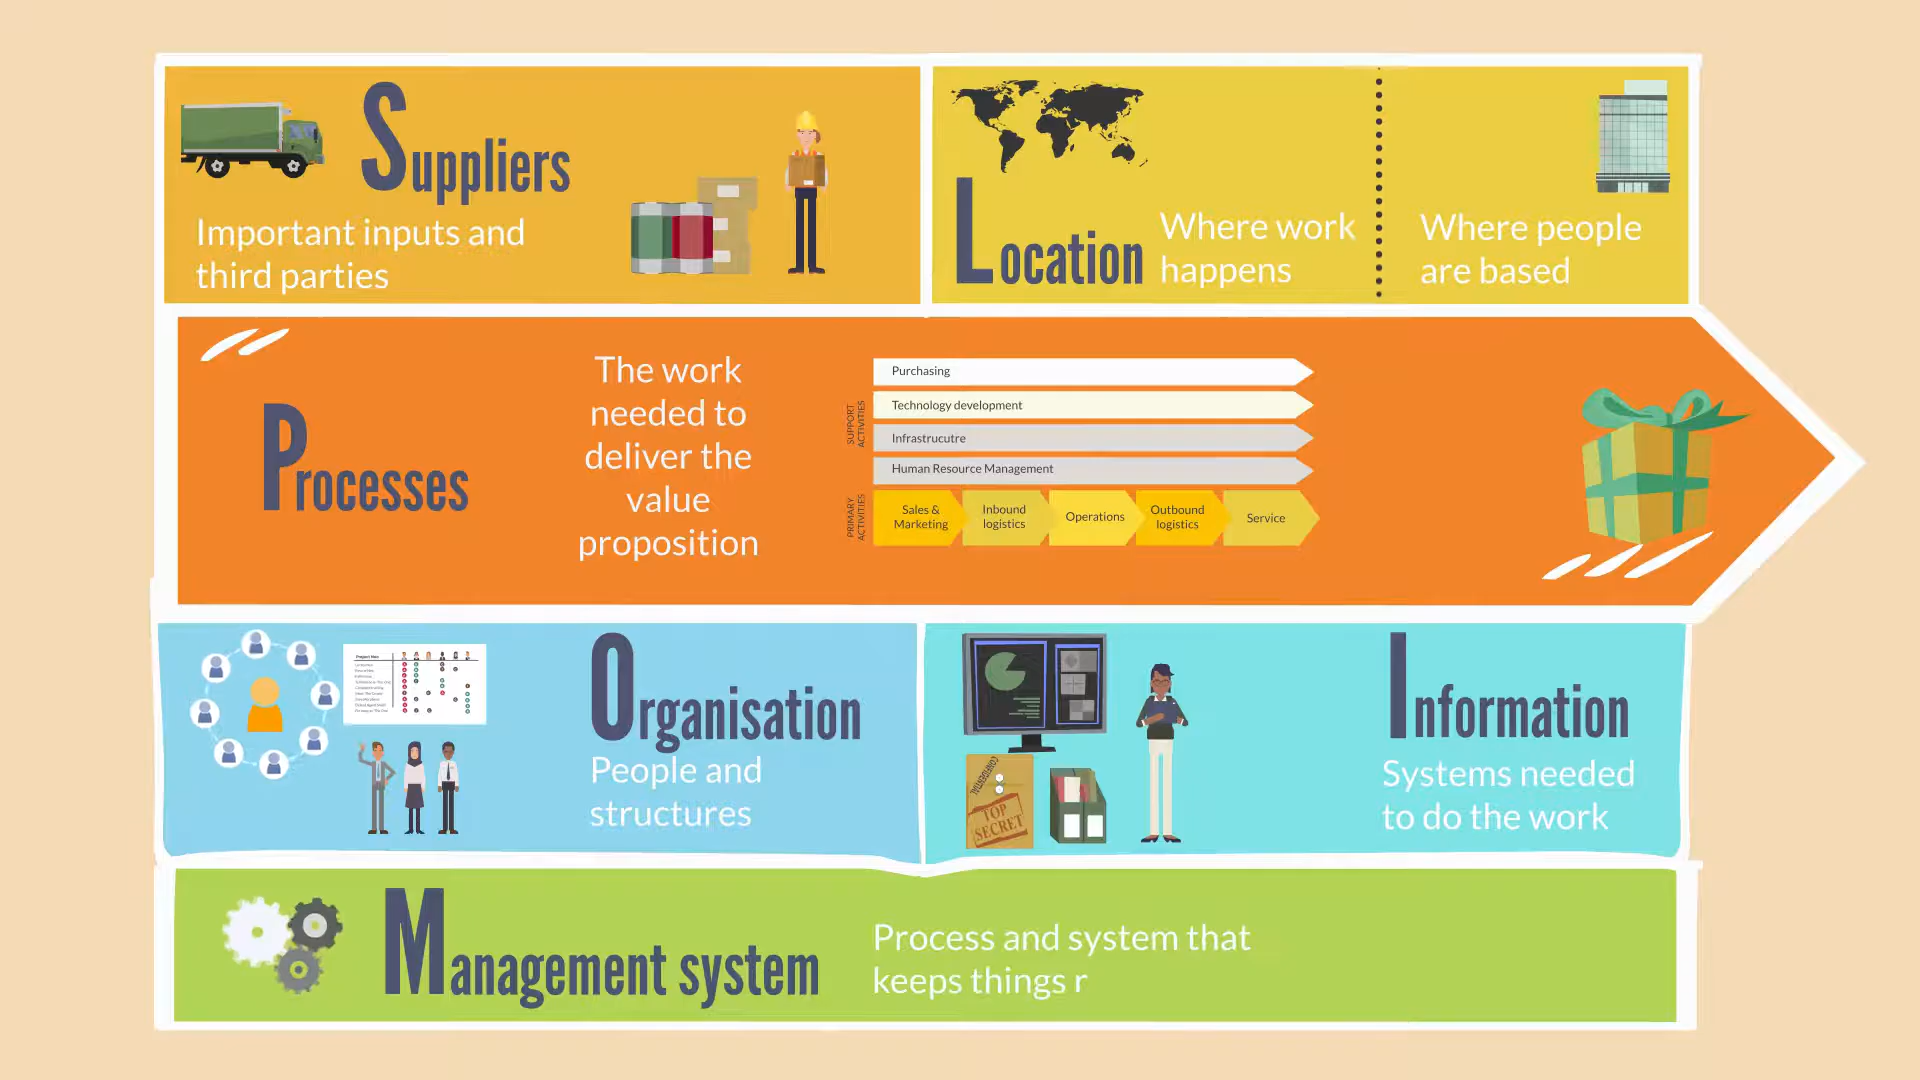 Suppliers
Important inputs and
third parties
Location
Where work
happens
Where people
are based
Processes
The work
needed to
deliver the
value
proposition
SUPPORT
ACTIVITIES
Purchasing
Technology development
Infrastrucutre
Human Resource Management
PRIMARY
ACTIVITIES
Sales &
Marketing
Inbound
logistics
Operations
Outbound
logistics
Service
Organisation
People and
structures
CONFIDENTIAL
TOP
SECRET
Information
Systems needed
to do the work
Management system
Process and system that
keeps things r